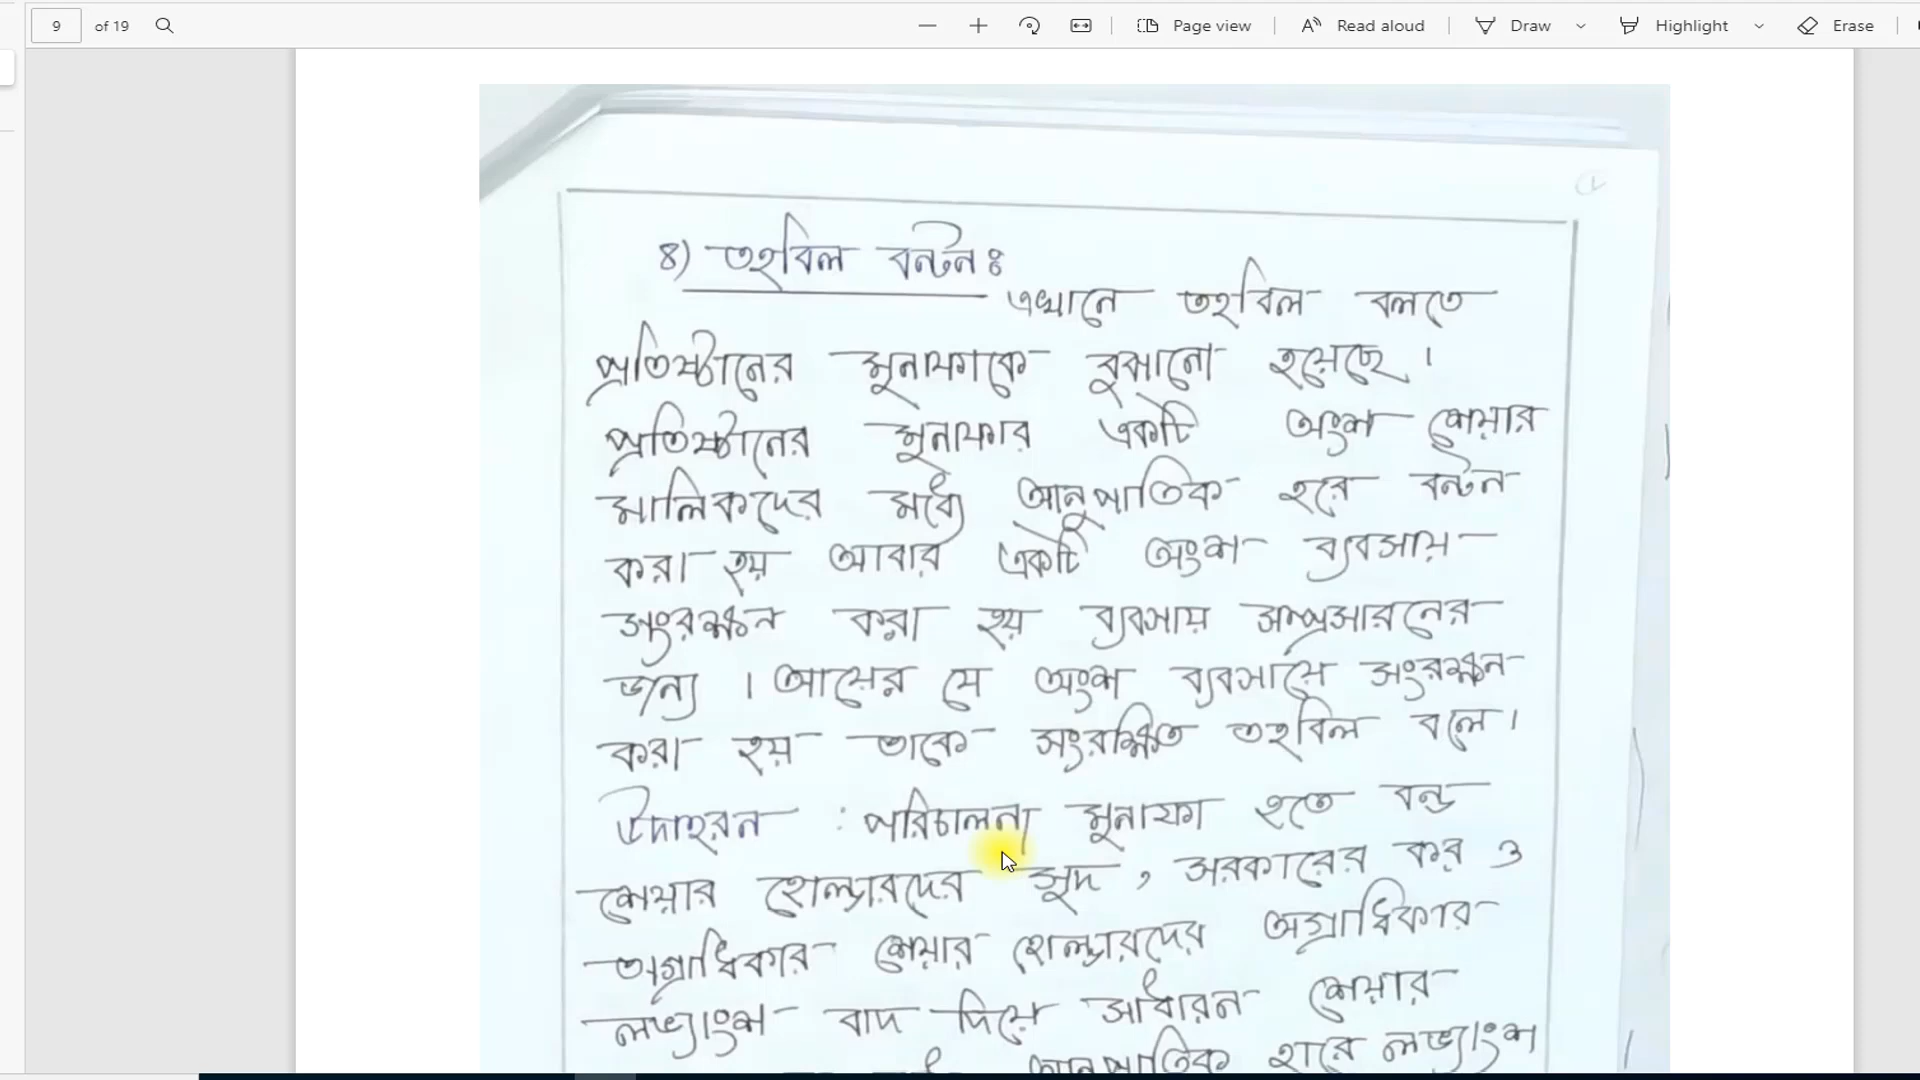 9 of 19 Page view Read aloud Draw Highlight Erase
৪) তহবিল বন্টনঃ
এখানে তহবিল বলতে
প্রতিষ্ঠানের মুনাফাকে বুঝানো হয়েছে।
প্রতিষ্ঠানের মুনাফার একটি অংশ শেয়ার
মালিকদের মধ্যে আনুপাতিক হরে বন্টন
করা হয় আবার একটি অংশ ব্যবসায়
সংরক্ষন করা হয় ব্যবসায় সম্প্রসারনের
জন্য । আয়ের যে অংশ ব্যবসায়ে সংরক্ষন
করা হয় তাকে সংরক্ষিত তহবিল বলে।
উদাহরন : পরিচালনা মুনাফা হতে বন্ড
শেয়ার হোল্ডারদের সুদ, সরকারের কর ও
অগ্রাধিকার শেয়ার হোল্ডারদের অগ্রাধিকার
লভ্যাংশ বাদ দিয়ে সাধারন শেয়ার
আনুপাতিক হারে লভ্যাংশ